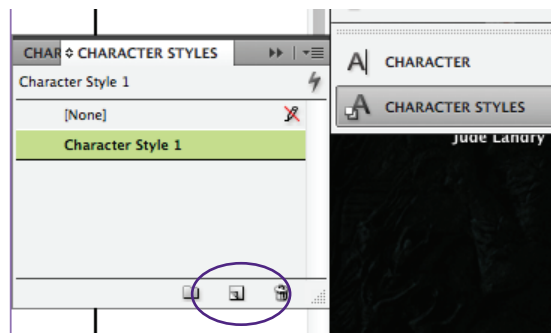 CHAR CHARACTER STYLES
Character Style 1
[None]
Character Style 1
A CHARACTER
A CHARACTER STYLES
Jude Landry